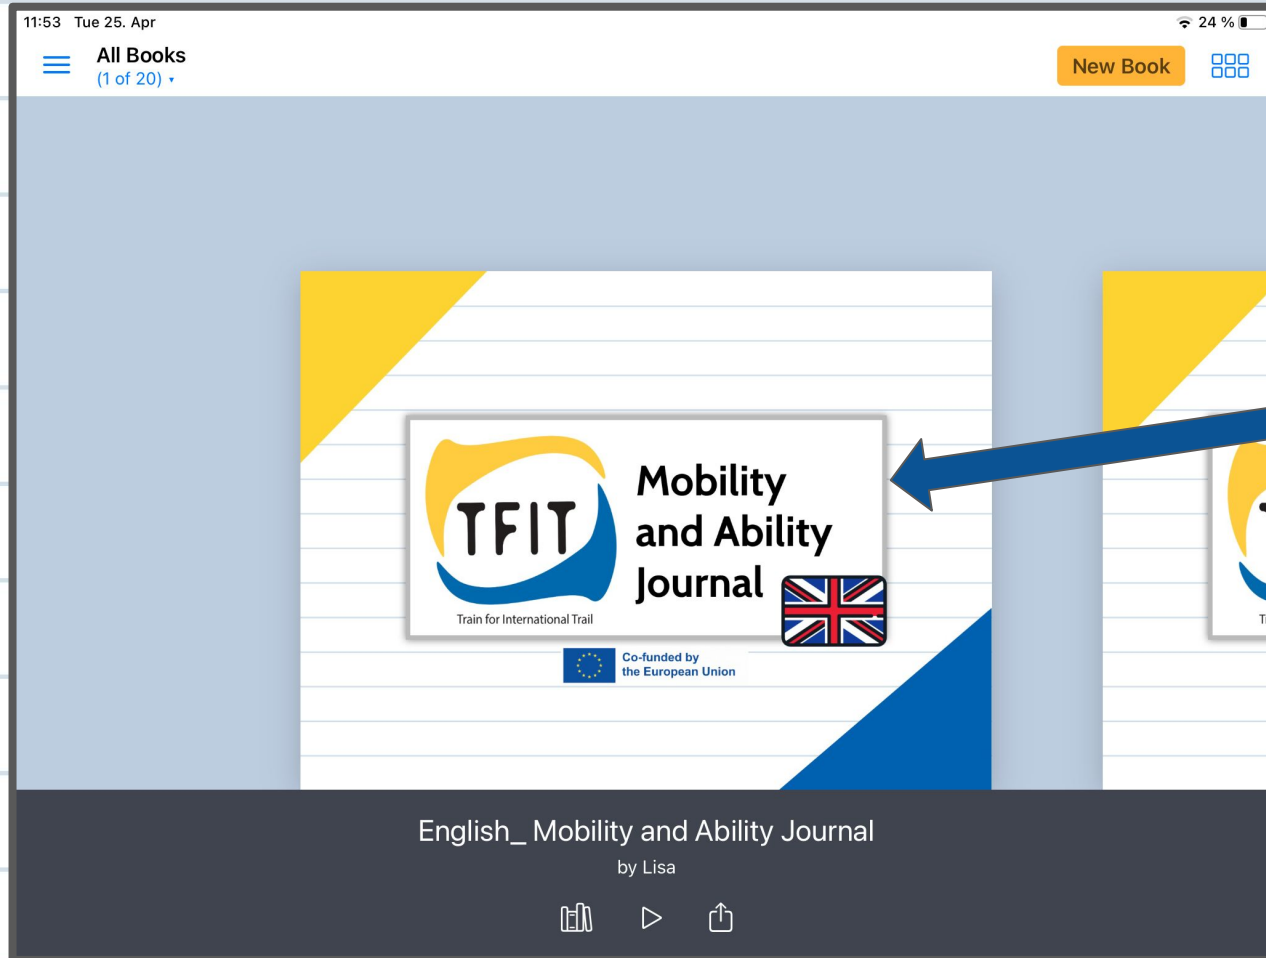 11:53 Tue 25. Apr
24 %
All Books
(1 of 20)
New Book
TFIT
Train for International Trail
Mobility
and Ability
Journal
Co-funded by
the European Union
English_ Mobility and Ability Journal
by Lisa